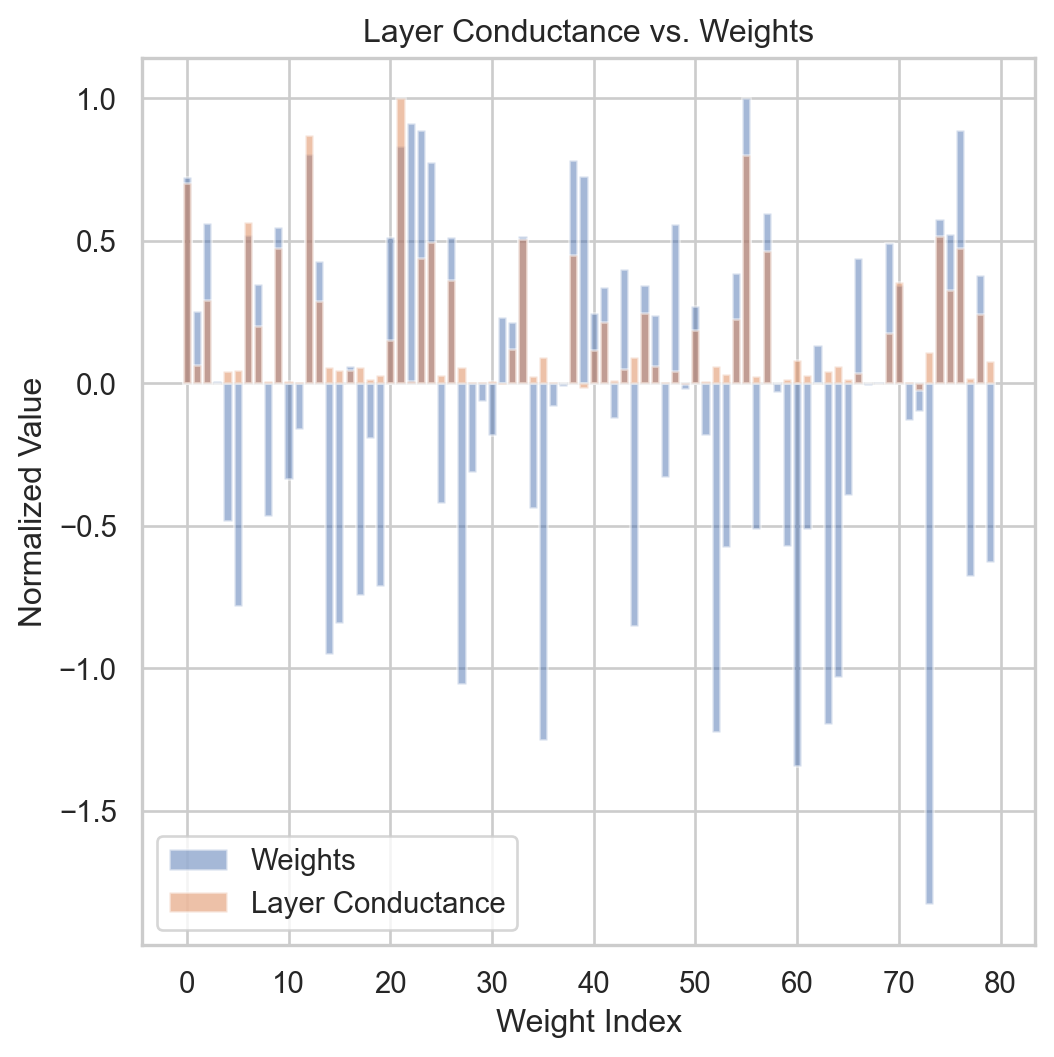 Layer Conductance vs. Weights
1.0
0.5
0.0
−0.5
−1.0
−1.5
Normalized Value
Weights
Layer Conductance
0 10 20 30 40 50 60 70 80
Weight Index